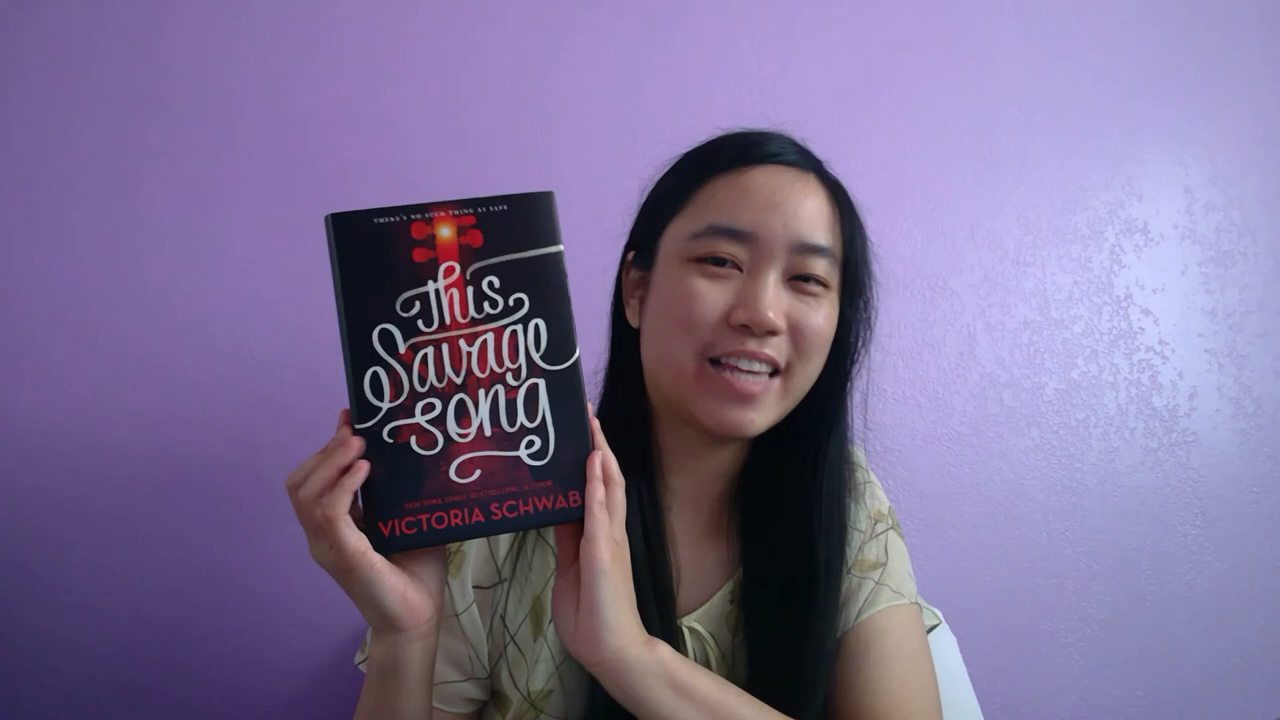 THERE'S NO SUCH THING AS SAFE
This
Savage
Song
NEW YORK TIMES BESTSELLING AUTHOR
VICTORIA SCHWAB